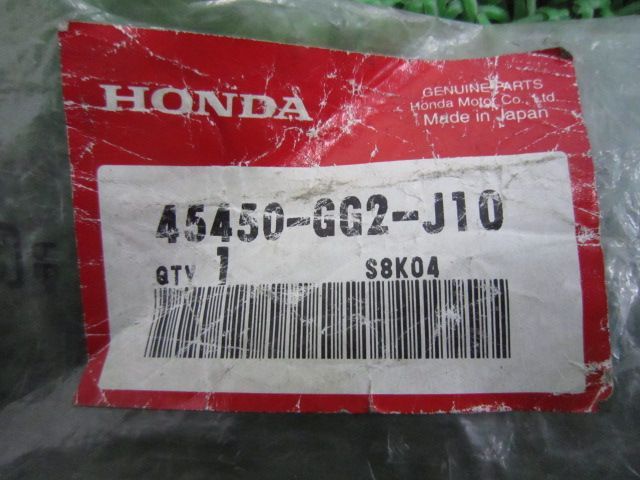 HONDA
GENUINE PARTS
Honda Motor Co., Ltd.
Made in Japan
45450-GG2-J10
QTY 1 S8K04